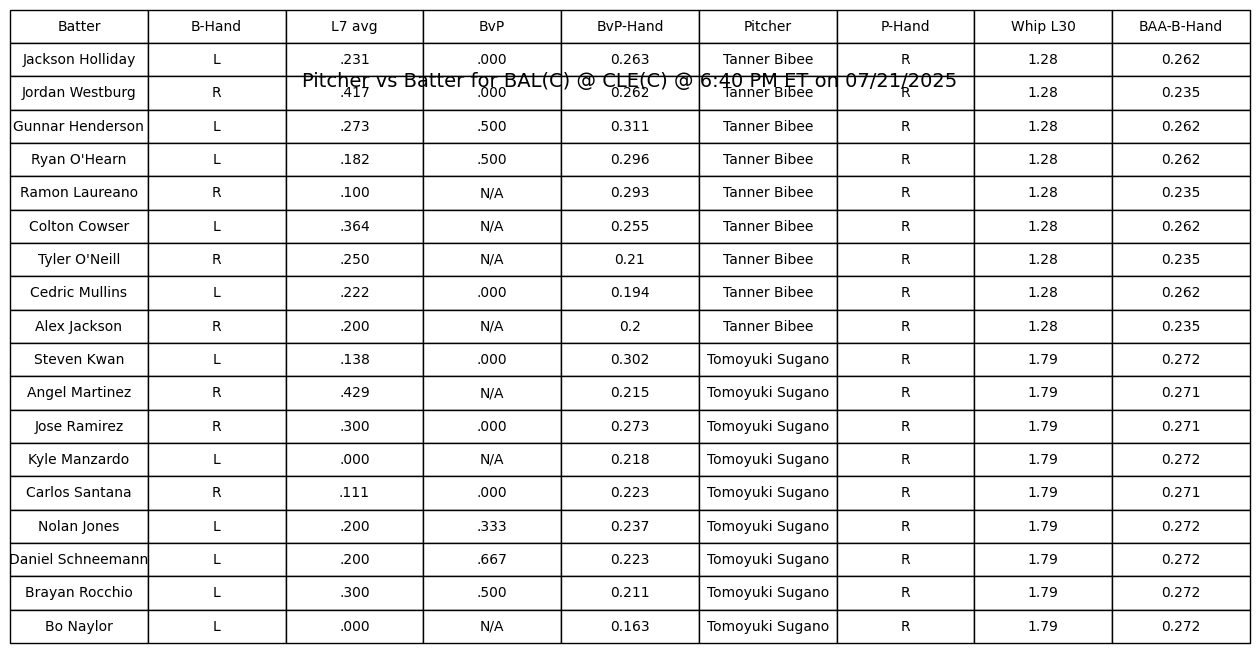 Batter B-Hand L7 avg BvP BvP-Hand Pitcher P-Hand Whip L30 BAA-B-Hand
Jackson Holliday L .231 .000 0.263 Tanner Bibee R 1.28 0.262
Pitcher vs Batter for BAL(C) @ CLE(C) @ 6:40 PM ET on 07/21/2025
Jordan Westburg R .417 .000 0.262 Tanner Bibee R 1.28 0.235
Gunnar Henderson L .273 .500 0.311 Tanner Bibee R 1.28 0.262
Ryan O'Hearn L .182 .500 0.296 Tanner Bibee R 1.28 0.262
Ramon Laureano R .100 N/A 0.293 Tanner Bibee R 1.28 0.235
Colton Cowser L .364 N/A 0.255 Tanner Bibee R 1.28 0.262
Tyler O'Neill R .250 N/A 0.21 Tanner Bibee R 1.28 0.235
Cedric Mullins L .222 .000 0.194 Tanner Bibee R 1.28 0.262
Alex Jackson R .200 N/A 0.2 Tanner Bibee R 1.28 0.235
Steven Kwan L .138 .000 0.302 Tomoyuki Sugano R 1.79 0.272
Angel Martinez R .429 N/A 0.215 Tomoyuki Sugano R 1.79 0.271
Jose Ramirez R .300 .000 0.273 Tomoyuki Sugano R 1.79 0.271
Kyle Manzardo L .000 N/A 0.218 Tomoyuki Sugano R 1.79 0.272
Carlos Santana R .111 .000 0.223 Tomoyuki Sugano R 1.79 0.271
Nolan Jones L .200 .333 0.237 Tomoyuki Sugano R 1.79 0.272
Daniel Schneemann L .200 .667 0.223 Tomoyuki Sugano R 1.79 0.272
Brayan Rocchio L .300 .500 0.211 Tomoyuki Sugano R 1.79 0.272
Bo Naylor L .000 N/A 0.163 Tomoyuki Sugano R 1.79 0.272